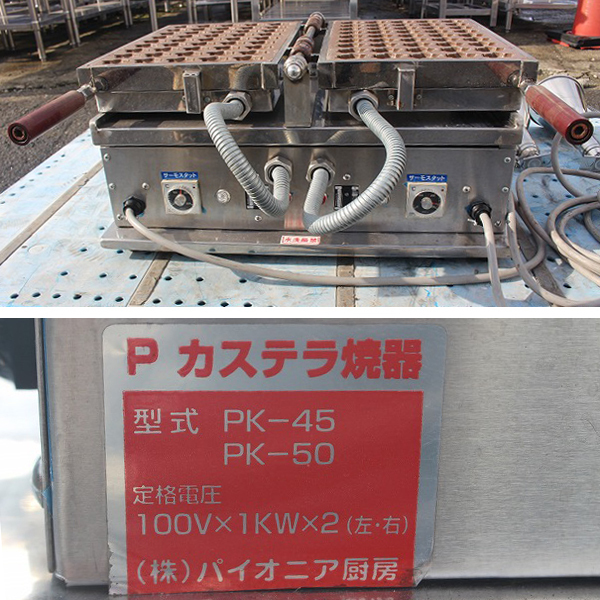 サーモスタット
サーモスタット
P カステラ焼器
型式 PK-45
PK-50
定格電圧
100V×1KW×2(左・右)
(株)パイオニア厨房